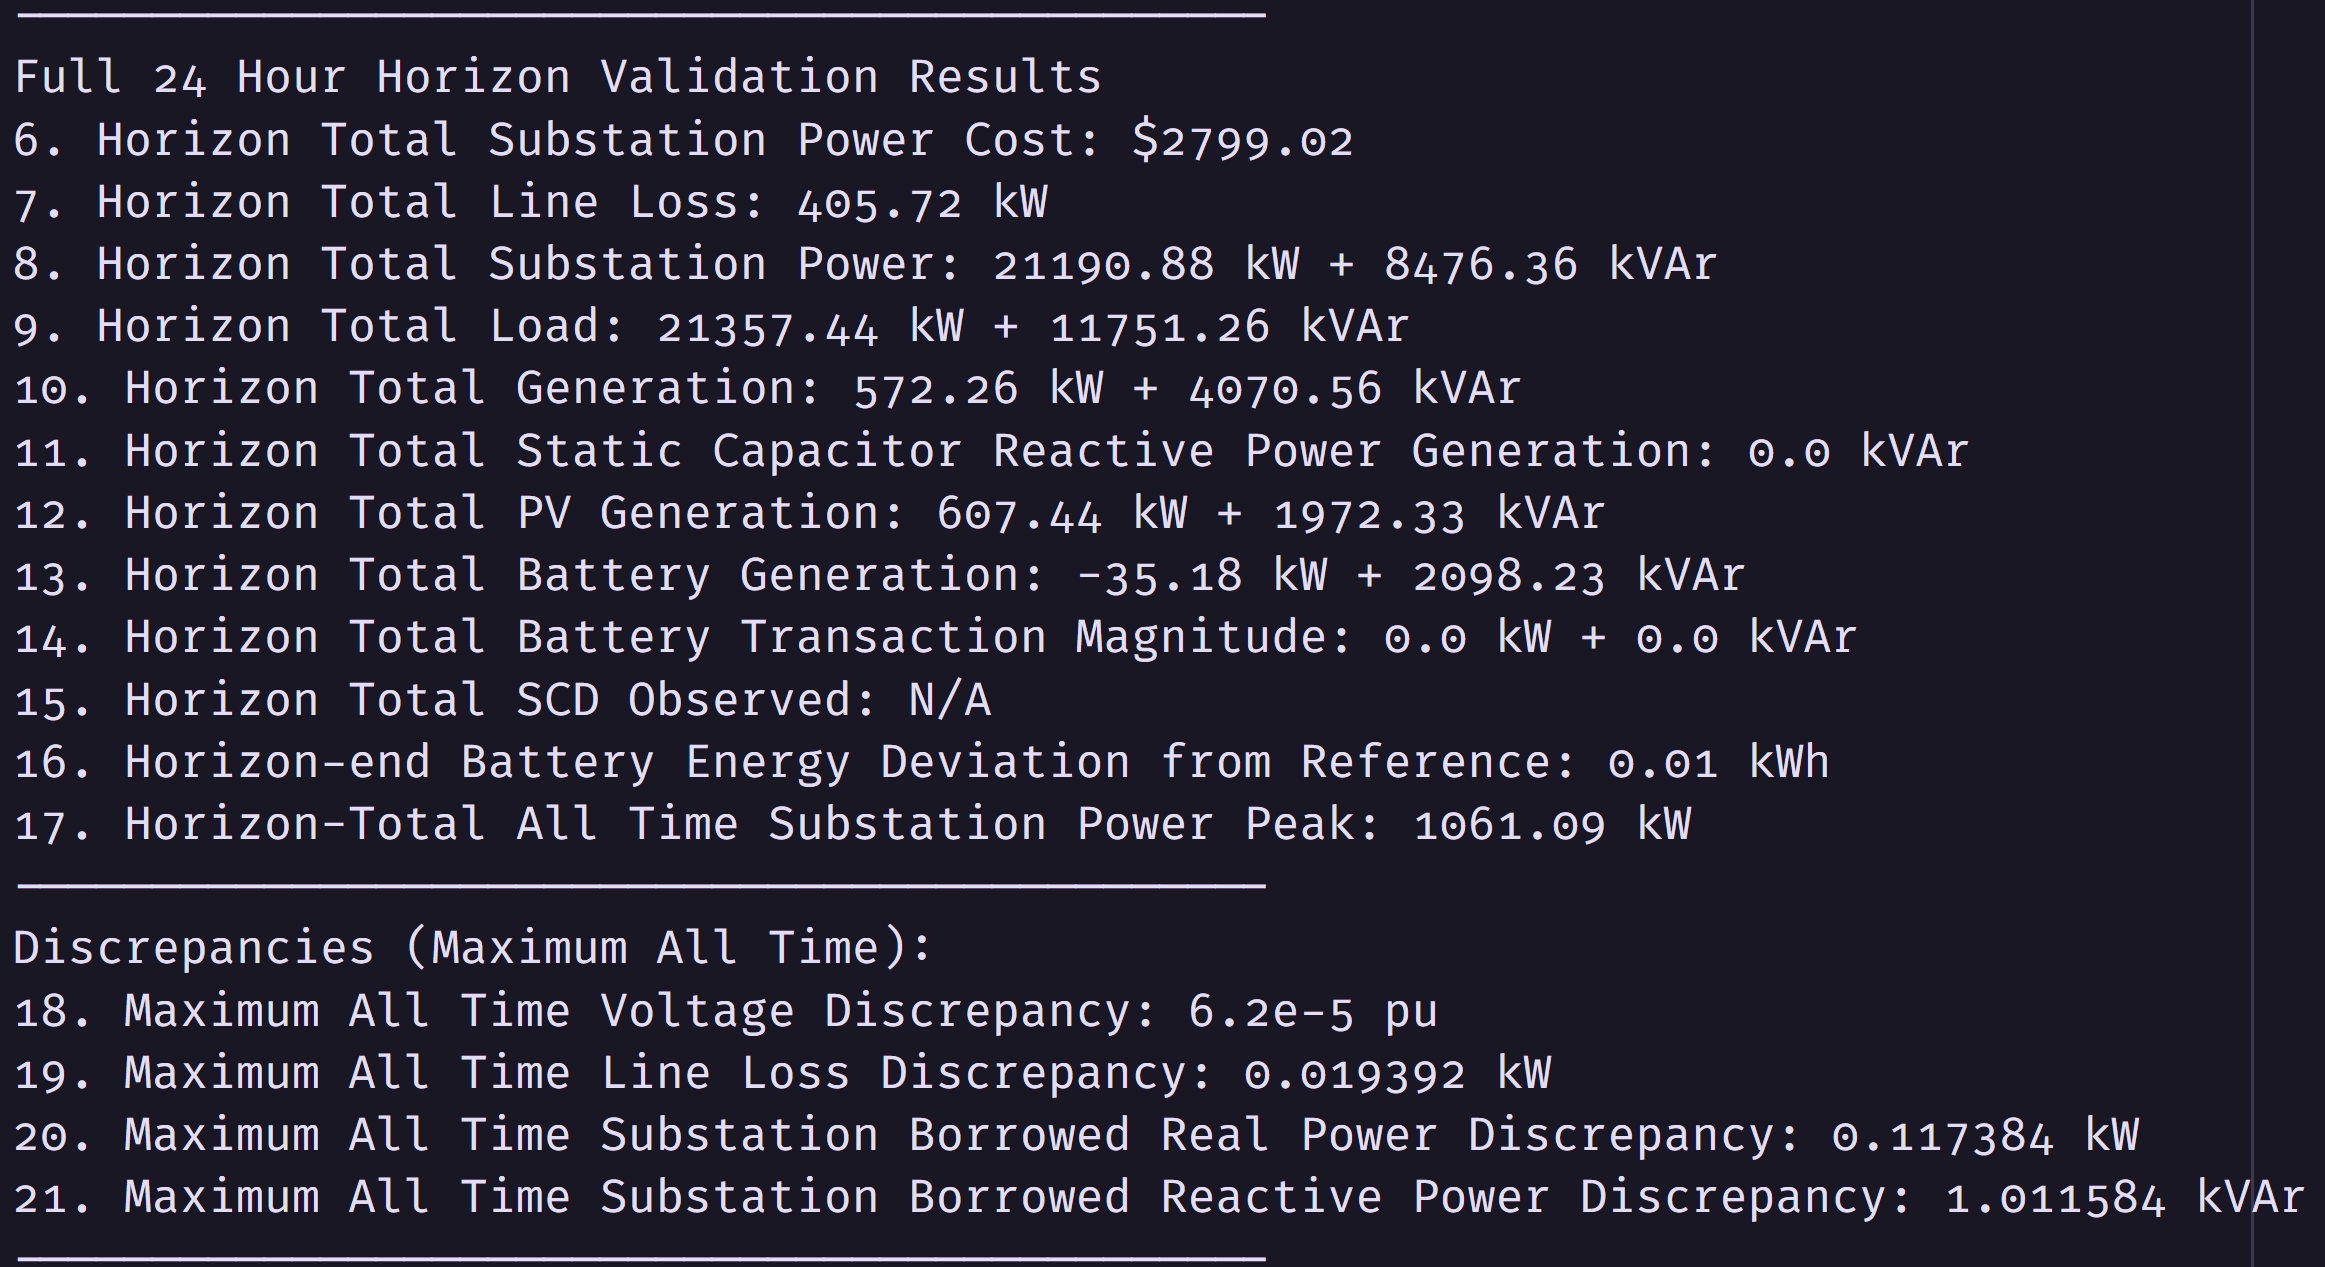 Full 24 Hour Horizon Validation Results
6. Horizon Total Substation Power Cost: $2799.02
7. Horizon Total Line Loss: 405.72 kW
8. Horizon Total Substation Power: 21190.88 kW + 8476.36 kVAr
9. Horizon Total Load: 21357.44 kW + 11751.26 kVAr
10. Horizon Total Generation: 572.26 kW + 4070.56 kVAr
11. Horizon Total Static Capacitor Reactive Power Generation: 0.0 kVAr
12. Horizon Total PV Generation: 607.44 kW + 1972.33 kVAr
13. Horizon Total Battery Generation: -35.18 kW + 2098.23 kVAr
14. Horizon Total Battery Transaction Magnitude: 0.0 kW + 0.0 kVAr
15. Horizon Total SCD Observed: N/A
16. Horizon-end Battery Energy Deviation from Reference: 0.01 kWh
17. Horizon-Total All Time Substation Power Peak: 1061.09 kW
Discrepancies (Maximum All Time):
18. Maximum All Time Voltage Discrepancy: 6.2e-5 pu
19. Maximum All Time Line Loss Discrepancy: 0.019392 kW
20. Maximum All Time Substation Borrowed Real Power Discrepancy: 0.117384 kW
21. Maximum All Time Substation Borrowed Reactive Power Discrepancy: 1.011584 kVAr